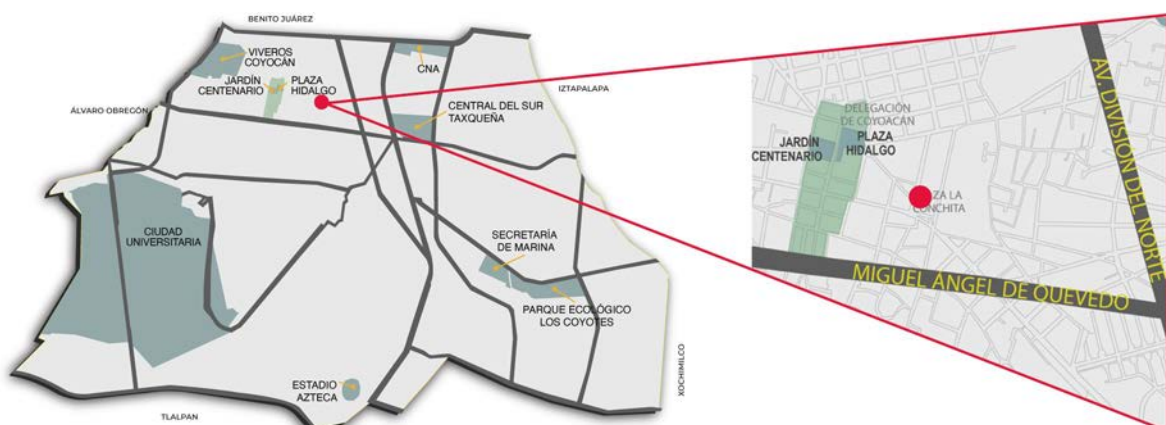 BENITO JUÁREZ
VIVEROS
COYOCÁN
JARDÍN
CENTENARIO
PLAZA
HIDALGO
CNA
IZTAPALAPA
ÁLVARO OBREGÓN
CENTRAL DEL SUR
TAXQUEÑA
CIUDAD
UNIVERSITARIA
SECRETARÍA
DE MARINA
PARQUE ECOLÓGICO
LOS COYOTES
ESTADIO
AZTECA
XOCHIMILCO
TLALPAN
DELEGACIÓN
DE COYOACÁN
JARDÍN
CENTENARIO
PLAZA
HIDALGO
ZA LA
CONCHITA
AV. DIVISION DEL NORTE
MIGUEL ÁNGEL DE QUEVEDO